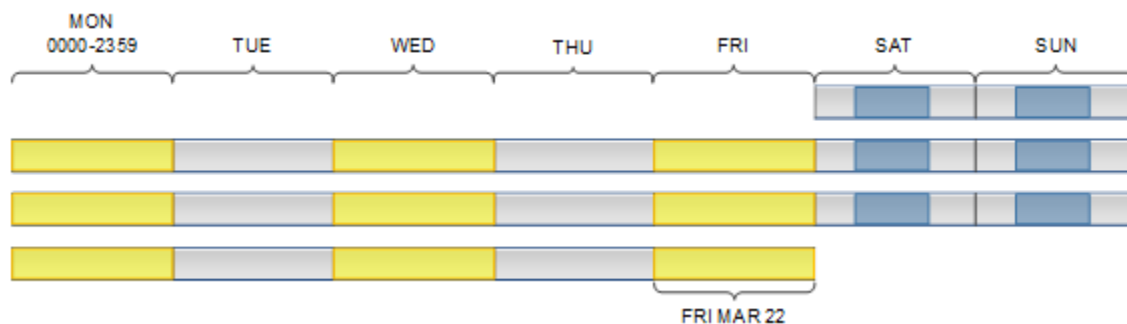 MON
0000-2359
TUE
WED
THU
FRI
SAT
SUN
FRI MAR 22